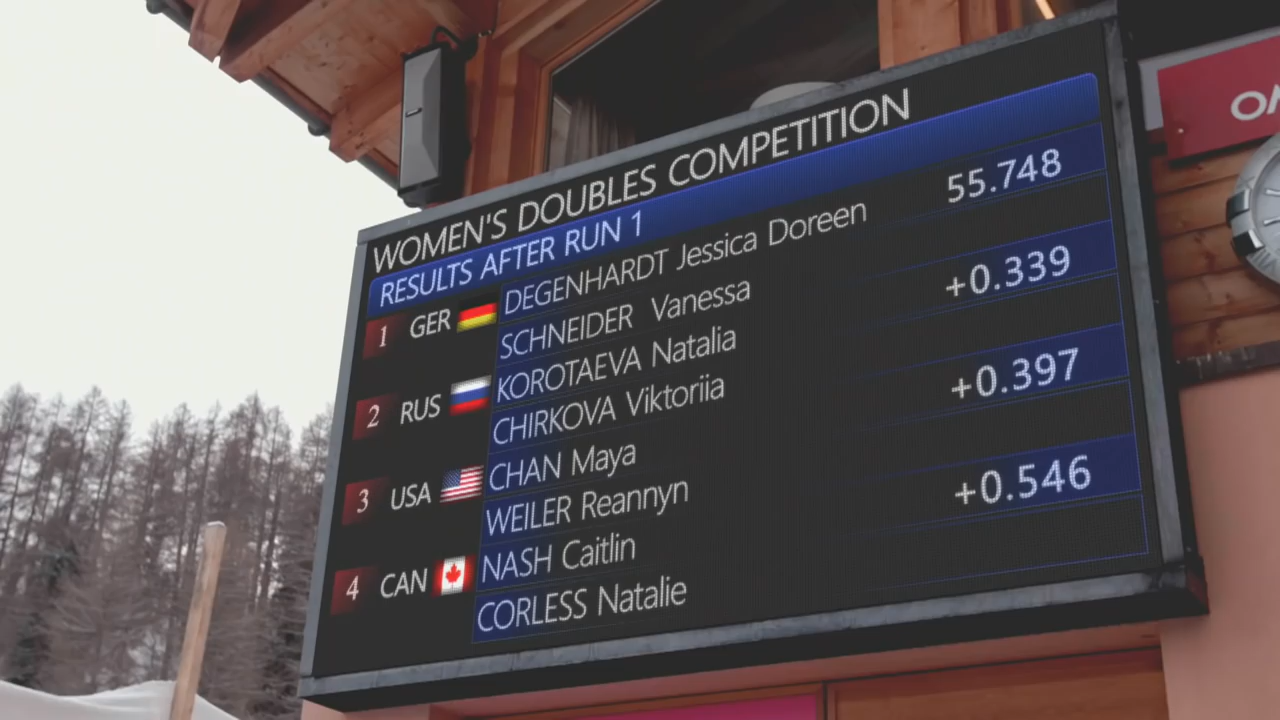 WOMEN'S DOUBLES COMPETITION
RESULTS AFTER RUN 1
1 GER DEGENHARDT Jessica Doreen 55.748
SCHNEIDER Vanessa
2 RUS KOROTAEVA Natalia +0.339
CHIRKOVA Viktoriia
3 USA CHAN Maya +0.397
WEILER Reannyn
4 CAN NASH Caitlin +0.546
CORLESS Natalie